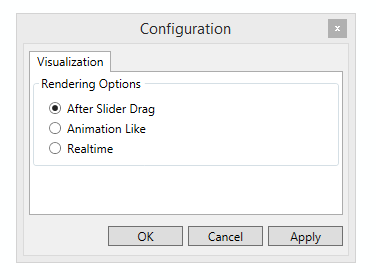 Configuration
x
Visualization
Rendering Options
After Slider Drag
Animation Like
Realtime
OK Cancel Apply